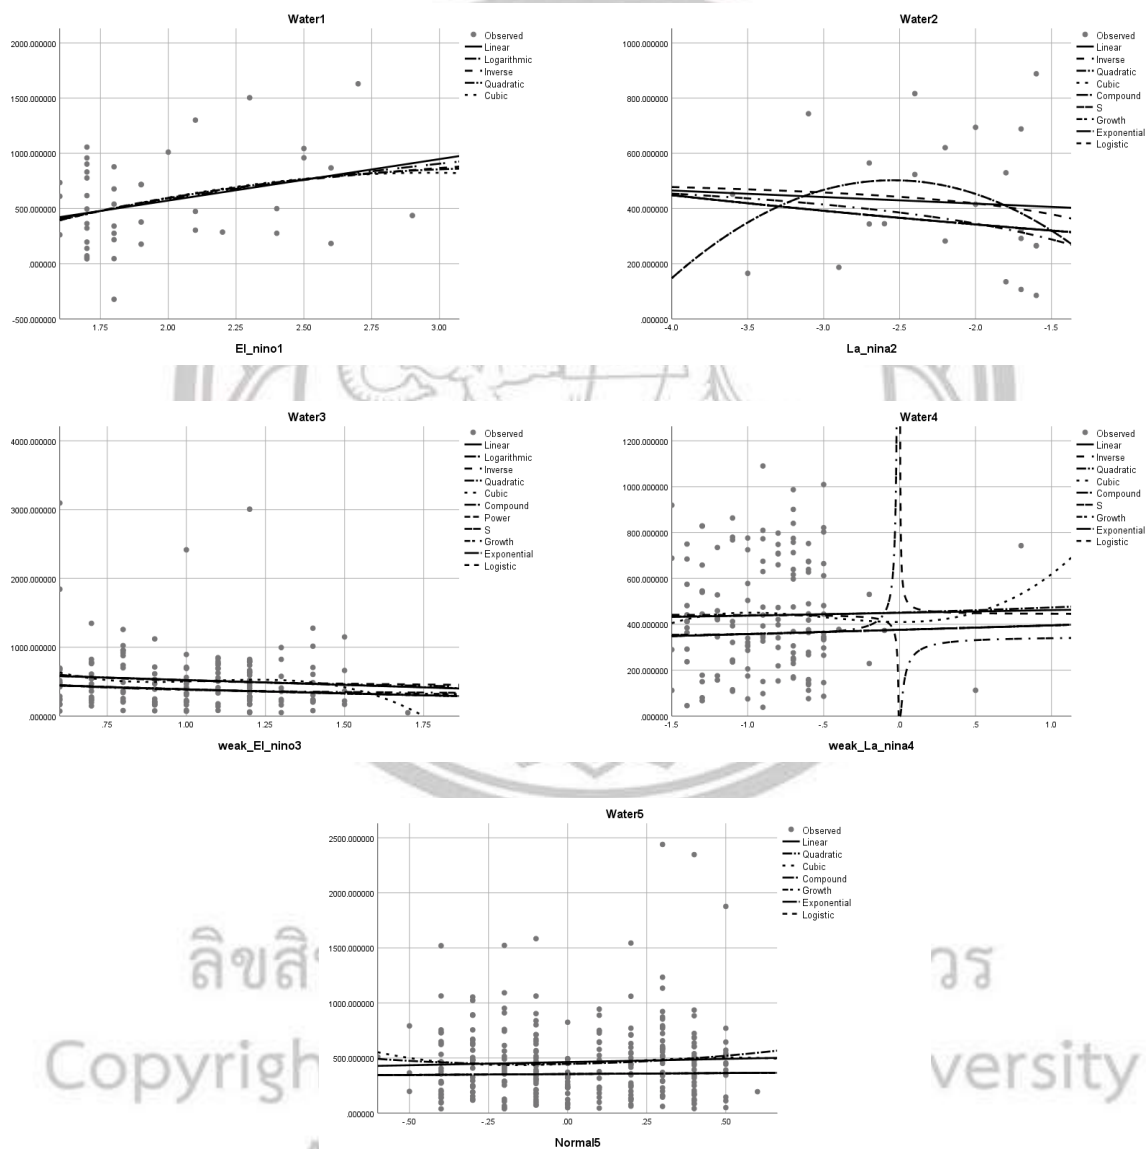 Water1
2000.000000
1500.000000
1000.000000
500.000000
.000000
-500.000000
1.75
2.00
2.25
2.50
2.75
3.00
El_nino1
Observed
Linear
Logarithmic
Inverse
Quadratic
Cubic
Water2
1000.000000
800.000000
600.000000
400.000000
200.000000
.000000
-4.0
-3.5
-3.0
-2.5
-2.0
-1.5
La_nina2
Observed
Linear
Inverse
Quadratic
Cubic
Compound
S
Growth
Exponential
Logistic
Water3
4000.000000
3000.000000
2000.000000
1000.000000
.000000
.75
1.00
1.25
1.50
1.75
weak_El_nino3
Observed
Linear
Logarithmic
Inverse
Quadratic
Cubic
Compound
Power
S
Growth
Exponential
Logistic
Water4
1200.000000
1000.000000
800.000000
600.000000
400.000000
200.000000
.000000
-1.5
-1.0
-.5
.0
.5
1.0
weak_La_nina4
Observed
Linear
Inverse
Quadratic
Cubic
Compound
S
Growth
Exponential
Logistic
Water5
2500.000000
2000.000000
1500.000000
1000.000000
500.000000
.000000
-.50
-.25
.00
.25
.50
Normal5
Observed
Linear
Quadratic
Cubic
Compound
Growth
Exponential
Logistic
ลิขสิ วร
Copyrigh versity